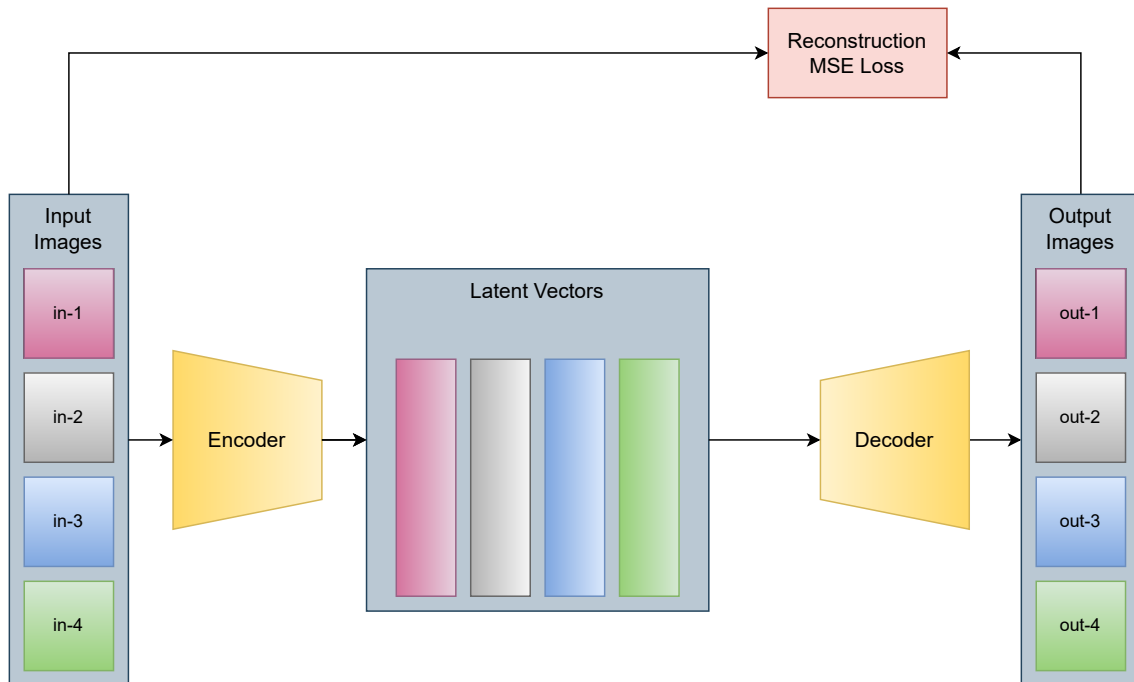 Reconstruction
MSE Loss
Input
Images
in-1
in-2
in-3
in-4
Encoder
Latent Vectors
Decoder
Output
Images
out-1
out-2
out-3
out-4